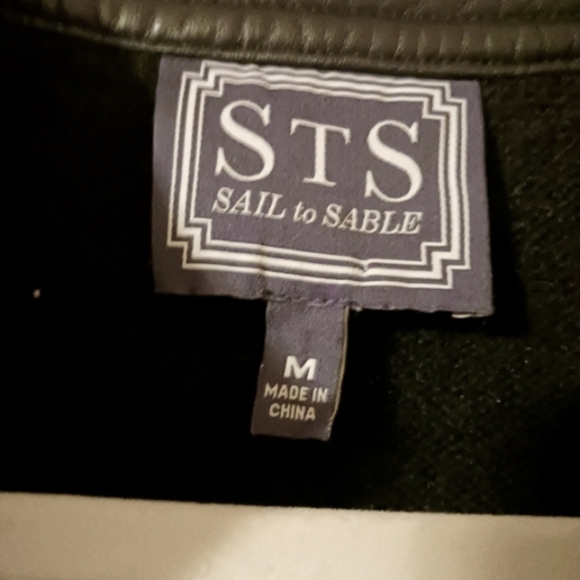 STS
SAIL to SABLE
M
MADE IN
CHINA